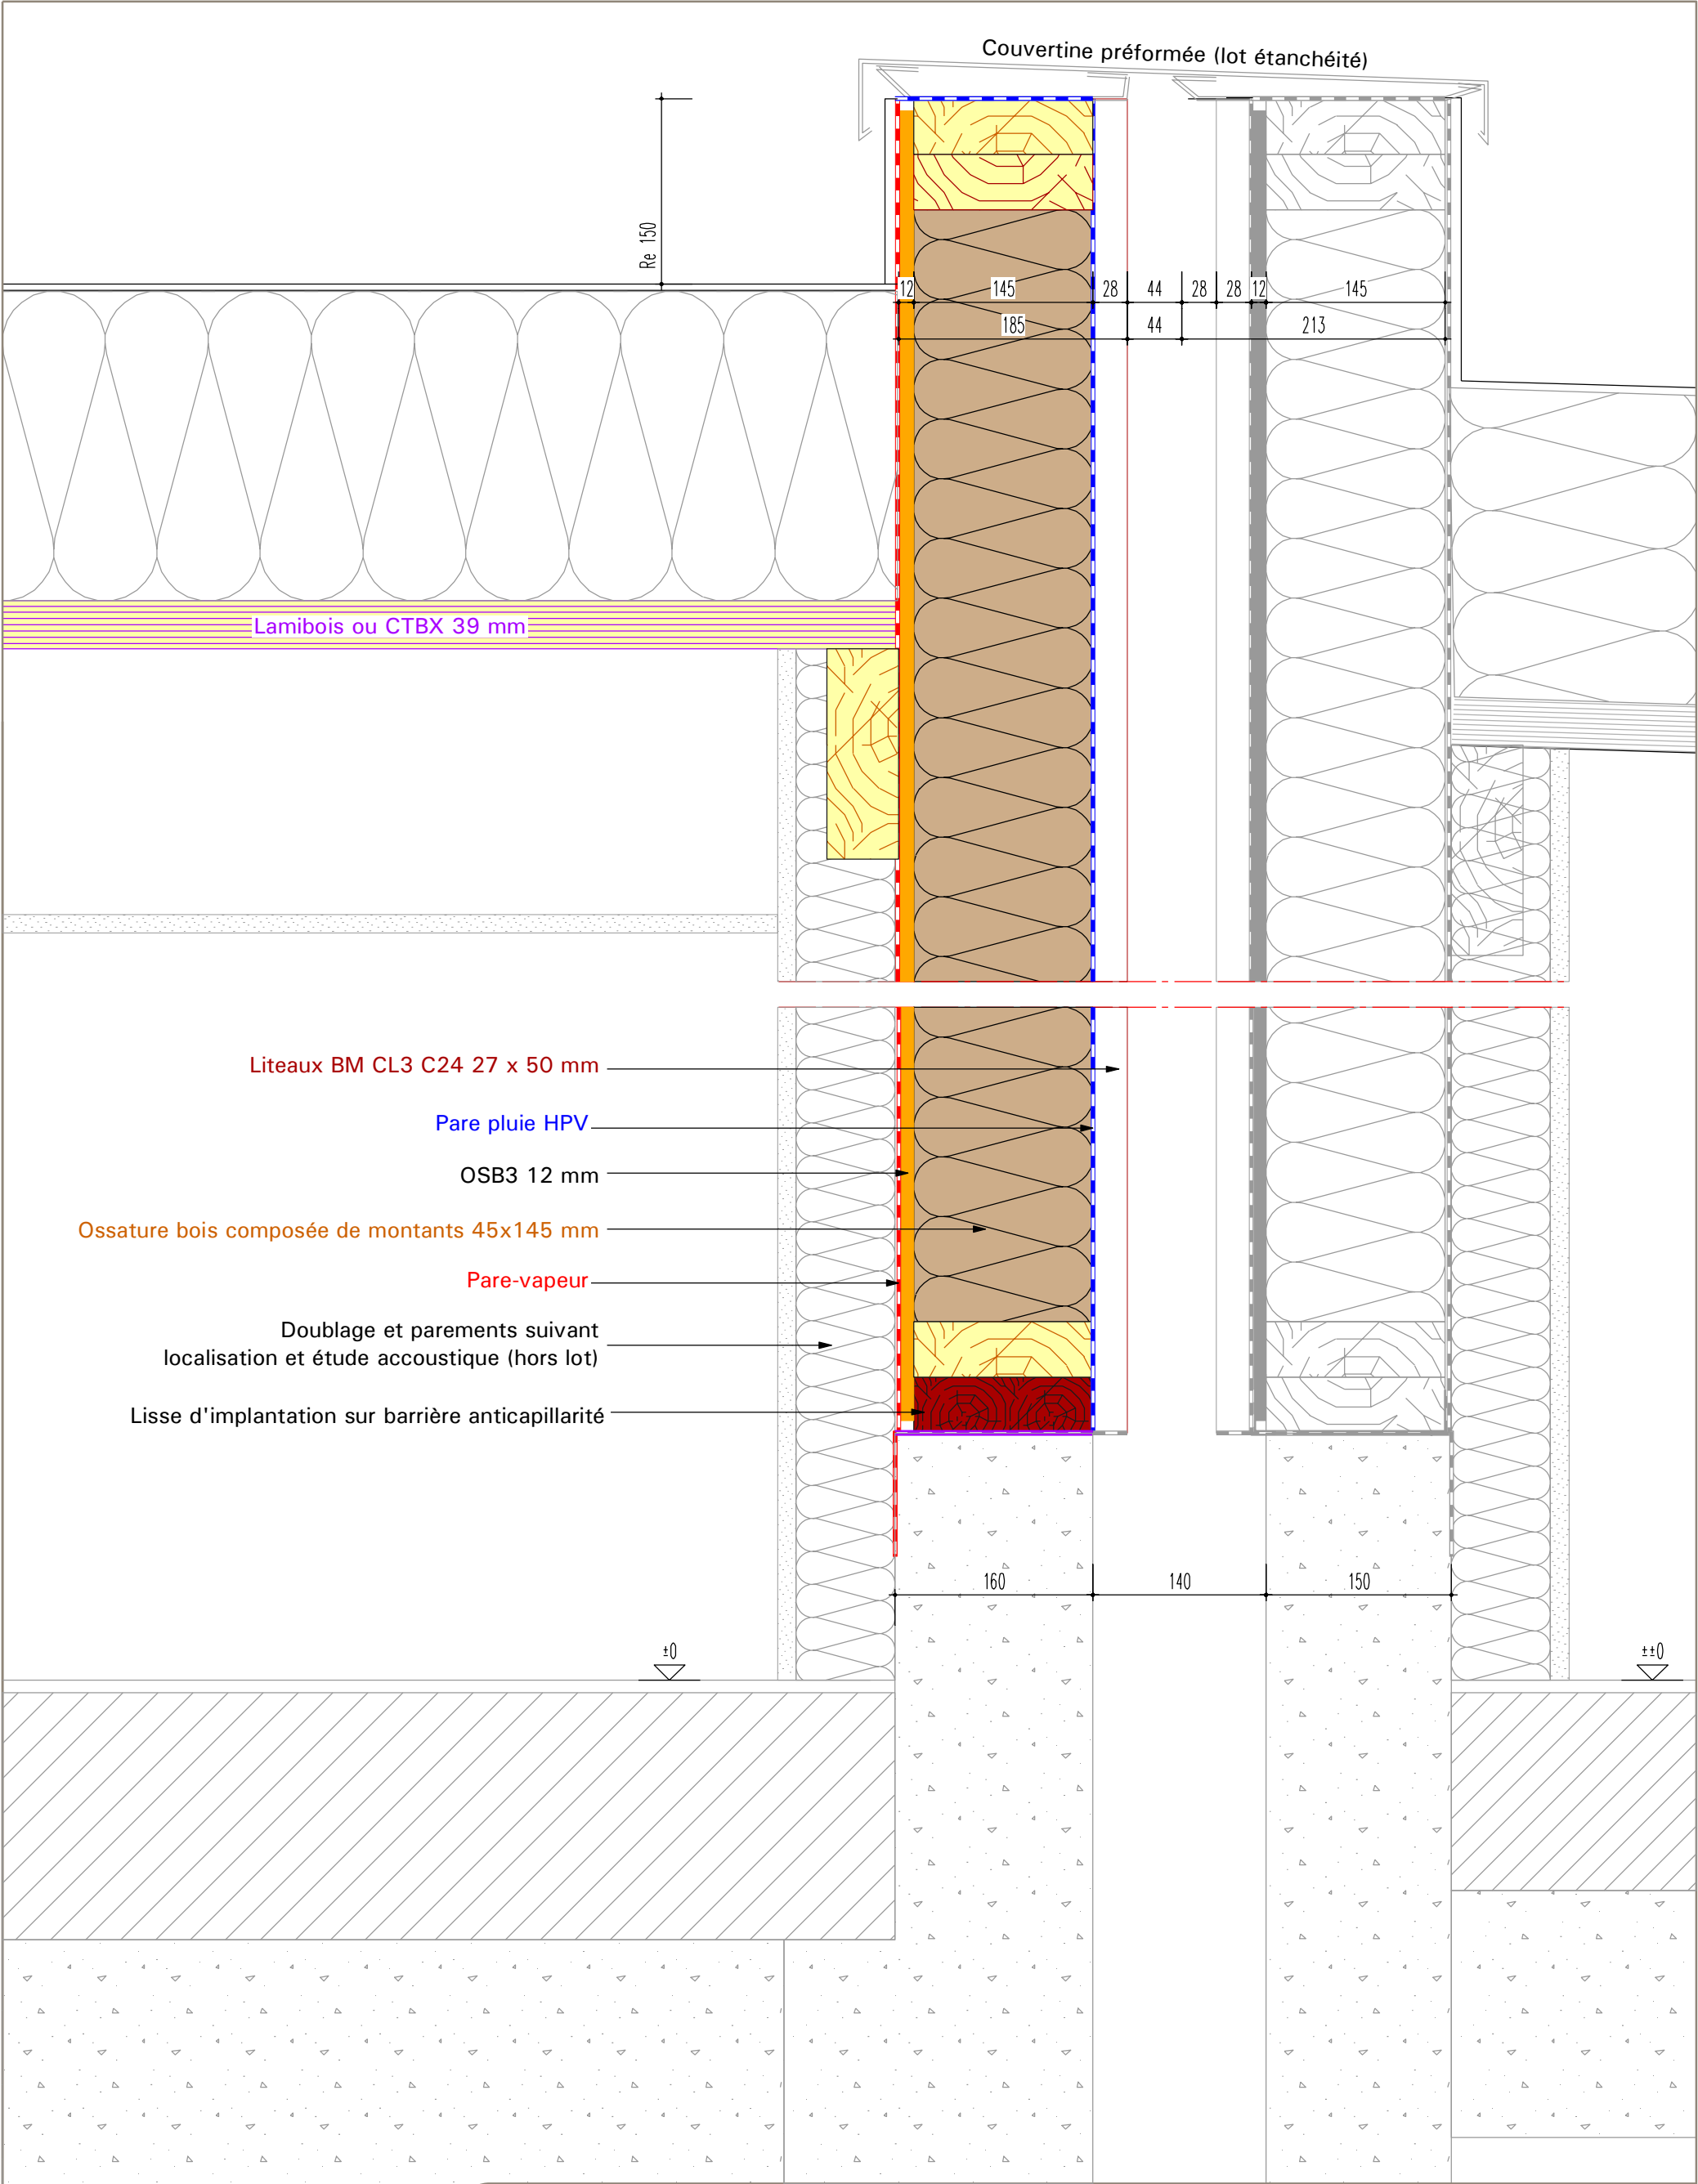 Couvertine préformée (lot étanchéité)
Re 150
12 145 28 44 28 28 12 145
185 44 213
Lamibois ou CTBX 39 mm
Liteaux BM CL3 C24 27 x 50 mm
Pare pluie HPV
OSB3 12 mm
Ossature bois composée de montants 45x145 mm
Pare-vapeur
Doublage et parements suivant
localisation et étude accoustique (hors lot)
Lisse d'implantation sur barrière anticapillarité
160 140 150
±0 ±±0